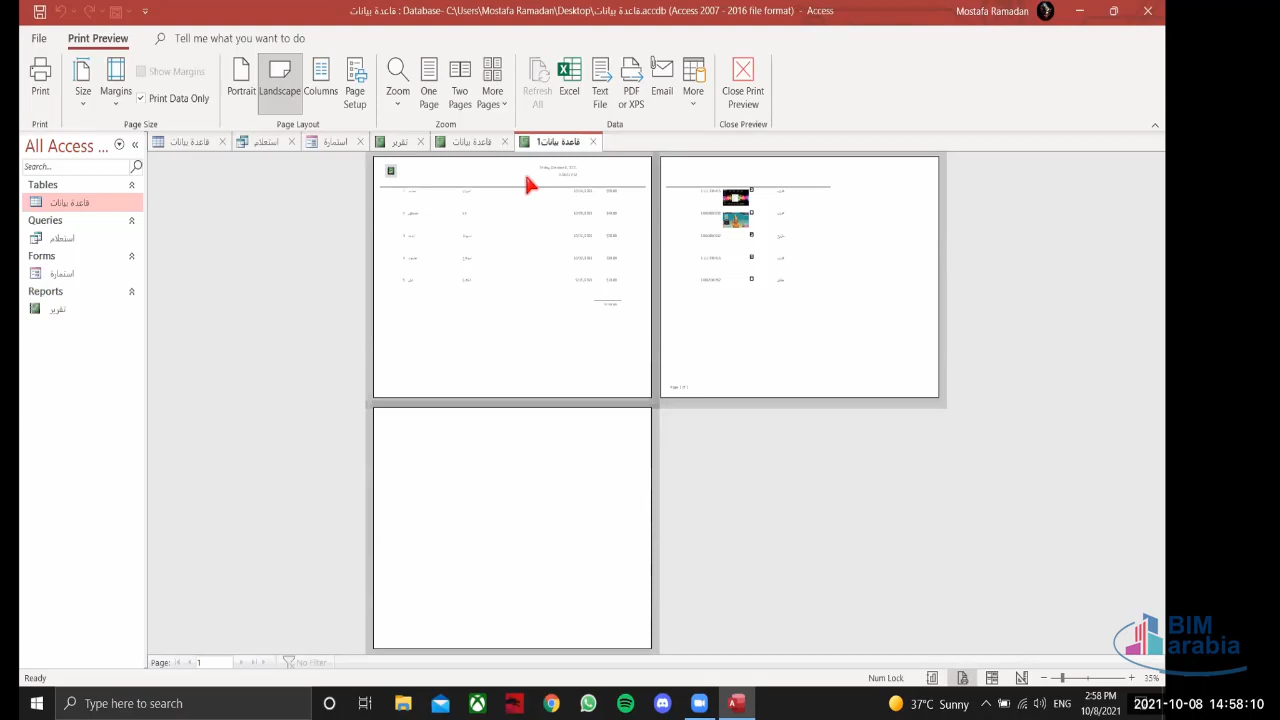 قاعدة بيانات : Database- C:\Users\Mostafa Ramadan\Desktop\قاعدة بيانات.accdb (Access 2007 - 2016 file format) - Access
Mostafa Ramadan
File
Print Preview
Tell me what you want to do
Print
Size
Margins
Show Margins
Print Data Only
Portrait
Landscape
Columns
Page Setup
Zoom
One Page
Two Pages
More Pages
Refresh All
Excel
Text File
PDF or XPS
Email
More
Close Print Preview
Print
Page Size
Page Layout
Zoom
Data
Close Preview
All Access ...
Search...
قاعدة بيانات
استعلام
استمارة
تقرير
قاعدة بيانات
قاعدة بيانات1
Tables
قاعدة بيانات
Queries
استعلام
Forms
استمارة
Reports
تقرير
Page:
1
No Filter
Ready
Num Lock
35%
BIM
arabia
Type here to search
37°C Sunny
ENG
2:58 PM
10/8/2021
2021-10-08 14:58:10